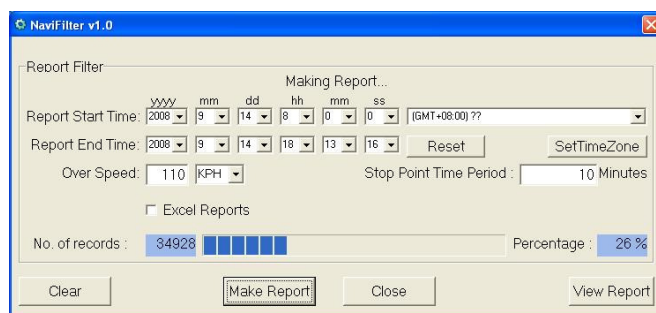 NaviFilter v1.0
Report Filter
Making Report...
yyyy mm dd hh mm ss
Report Start Time: 2008 9 14 8 0 0 (GMT+08:00) ??
Report End Time: 2008 9 14 18 13 16 Reset SetTimeZone
Over Speed: 110 KPH Stop Point Time Period : 10 Minutes
Excel Reports
No. of records : 34928 Percentage : 26 %
Clear Make Report Close View Report